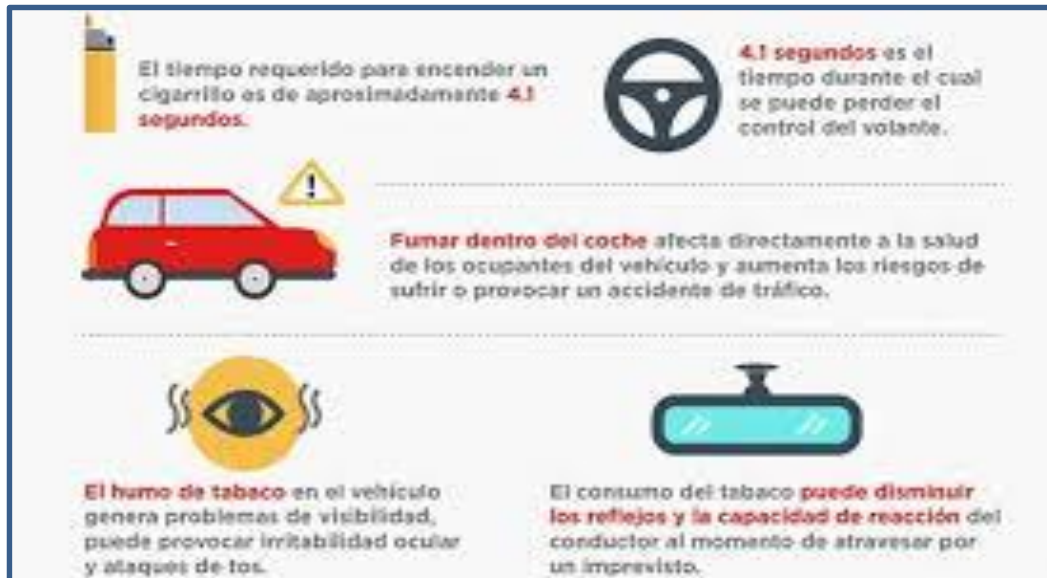 El tiempo requerido para encender un
cigarrillo es de aproximadamente 4.1
segundos.
4.1 segundos es el
tiempo durante el cual
se puede perder el
control del volante.
Fumar dentro del coche afecta directamente a la salud
de los ocupantes del vehículo y aumenta los riesgos de
sufrir o provocar un accidente de tráfico.
El humo de tabaco en el vehículo
genera problemas de visibilidad,
puede provocar irritabilidad ocular
y ataques de tos.
El consumo del tabaco puede disminuir
los reflejos y la capacidad de reacción del
conductor al momento de atravesar por
un imprevisto.